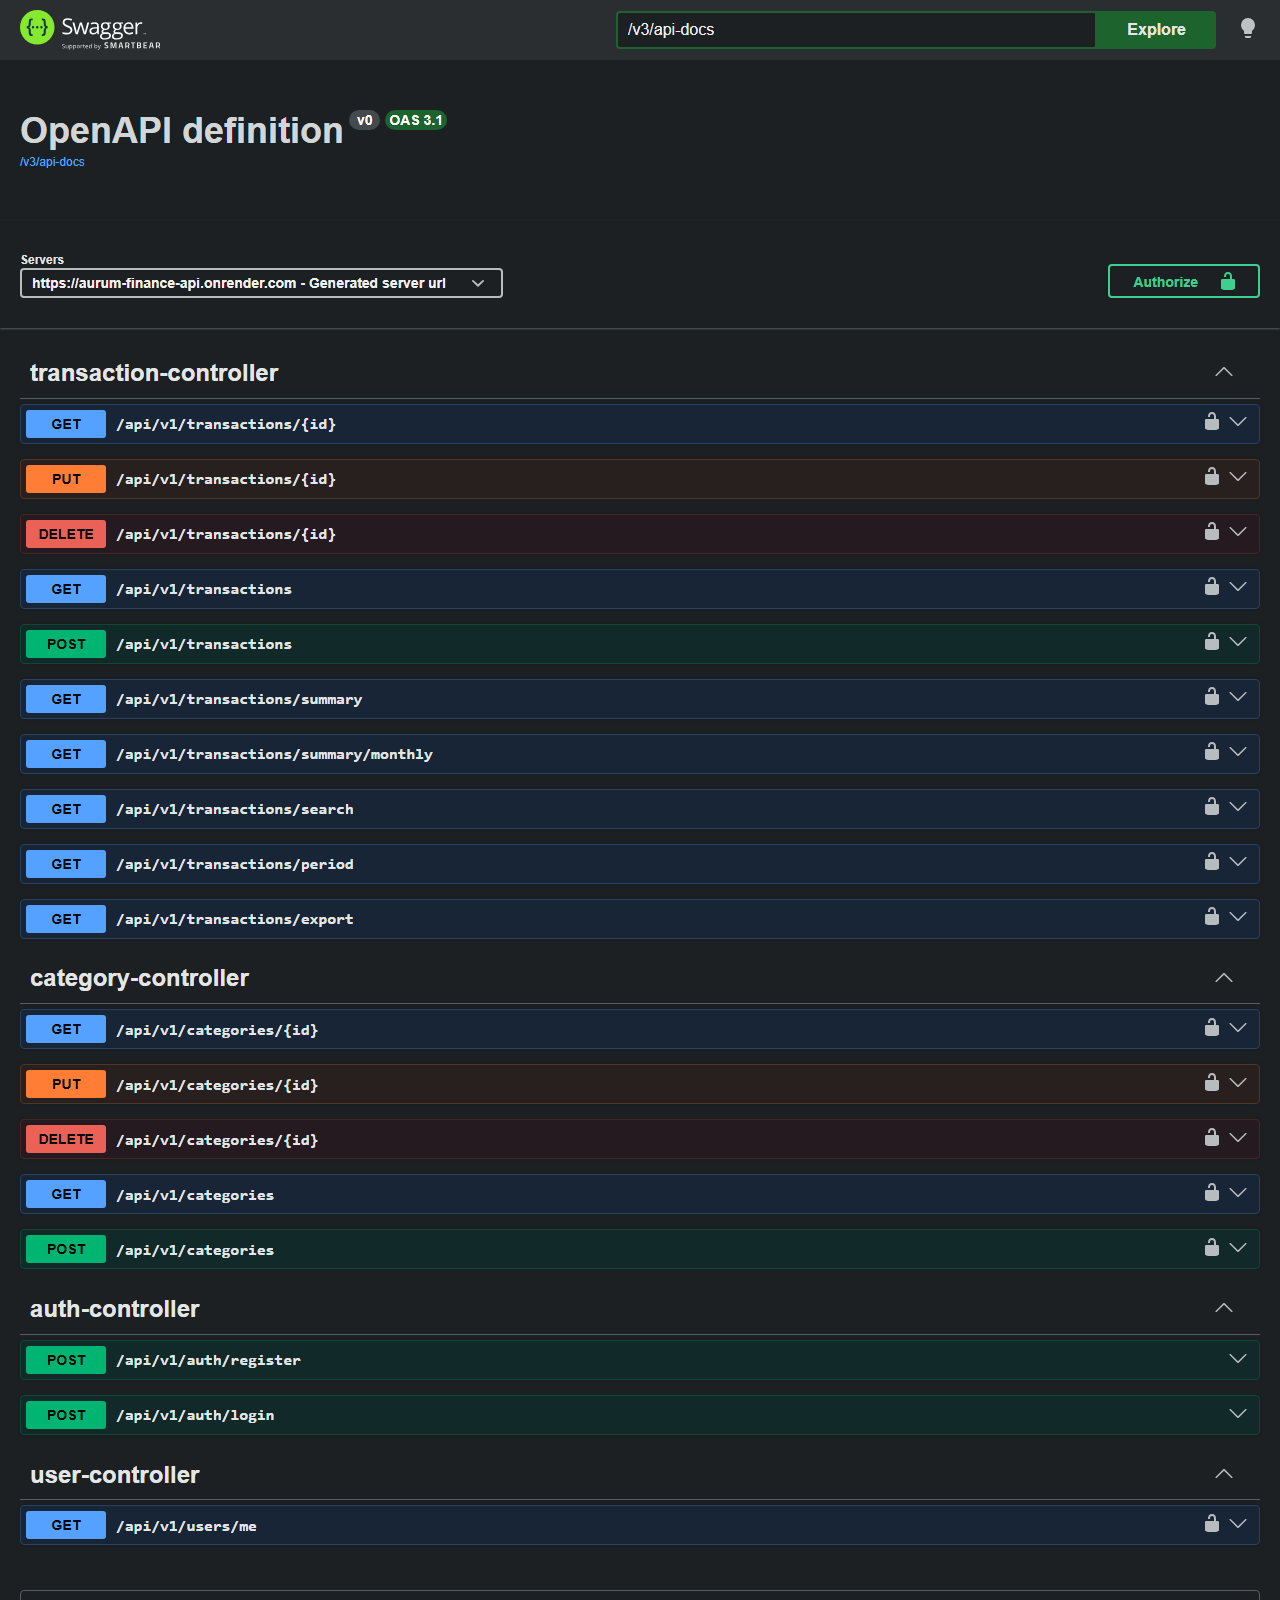 Swagger
Supported by SMARTBEAR
/v3/api-docs
Explore
OpenAPI definition v0 OAS 3.1
/v3/api-docs
Servers
https://aurum-finance-api.onrender.com - Generated server url
Authorize
transaction-controller
GET /api/v1/transactions/{id}
PUT /api/v1/transactions/{id}
DELETE /api/v1/transactions/{id}
GET /api/v1/transactions
POST /api/v1/transactions
GET /api/v1/transactions/summary
GET /api/v1/transactions/summary/monthly
GET /api/v1/transactions/search
GET /api/v1/transactions/period
GET /api/v1/transactions/export
category-controller
GET /api/v1/categories/{id}
PUT /api/v1/categories/{id}
DELETE /api/v1/categories/{id}
GET /api/v1/categories
POST /api/v1/categories
auth-controller
POST /api/v1/auth/register
POST /api/v1/auth/login
user-controller
GET /api/v1/users/me